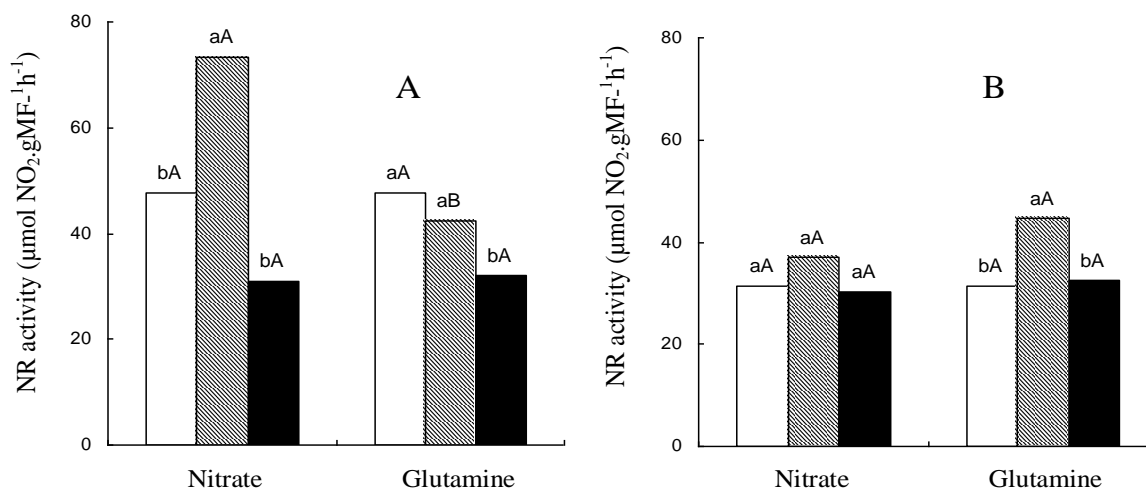 NR activity (µmol NO₂.gMF-¹h⁻¹)
80
60
40
20
0
A
bA
aA
bA
aA
aB
bA
Nitrate
Glutamine
NR activity (µmol NO₂.gMF-¹h⁻¹)
80
60
40
20
0
B
aA
aA
aA
bA
aA
bA
Nitrate
Glutamine